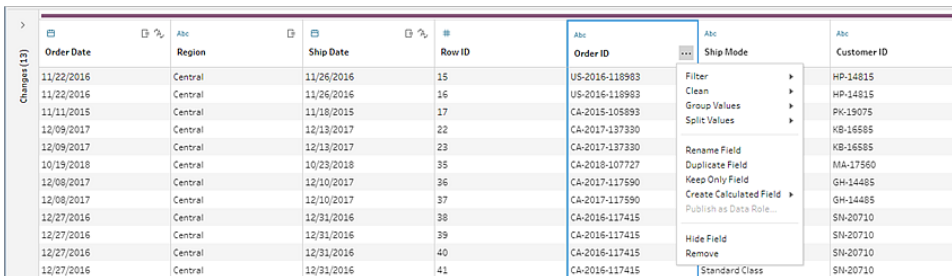 Changes (13)
Abc Abc Abc Abc
Order Date Region Ship Date Row ID Order ID ... Ship Mode Customer ID
11/22/2016 Central 11/26/2016 15 US-2016-118983 Filter HP-14815
11/22/2016 Central 11/26/2016 16 US-2016-118983 Clean HP-14815
11/11/2015 Central 11/18/2015 17 CA-2015-105893 Group Values PK-19075
12/09/2017 Central 12/13/2017 22 CA-2017-137330 Split Values KB-16585
12/09/2017 Central 12/13/2017 23 CA-2017-137330 Rename Field KB-16585
10/19/2018 Central 10/23/2018 35 CA-2018-107727 Duplicate Field MA-17560
12/08/2017 Central 12/10/2017 36 CA-2017-117590 Keep Only Field GH-14485
12/08/2017 Central 12/10/2017 37 CA-2017-117590 Create Calculated Field GH-14485
12/27/2016 Central 12/31/2016 38 CA-2016-117415 Publish as Data Role... SN-20710
12/27/2016 Central 12/31/2016 39 CA-2016-117415 Hide Field SN-20710
12/27/2016 Central 12/31/2016 40 CA-2016-117415 Remove SN-20710
12/27/2016 Central 12/31/2016 41 CA-2016-117415 Standard Class SN-20710